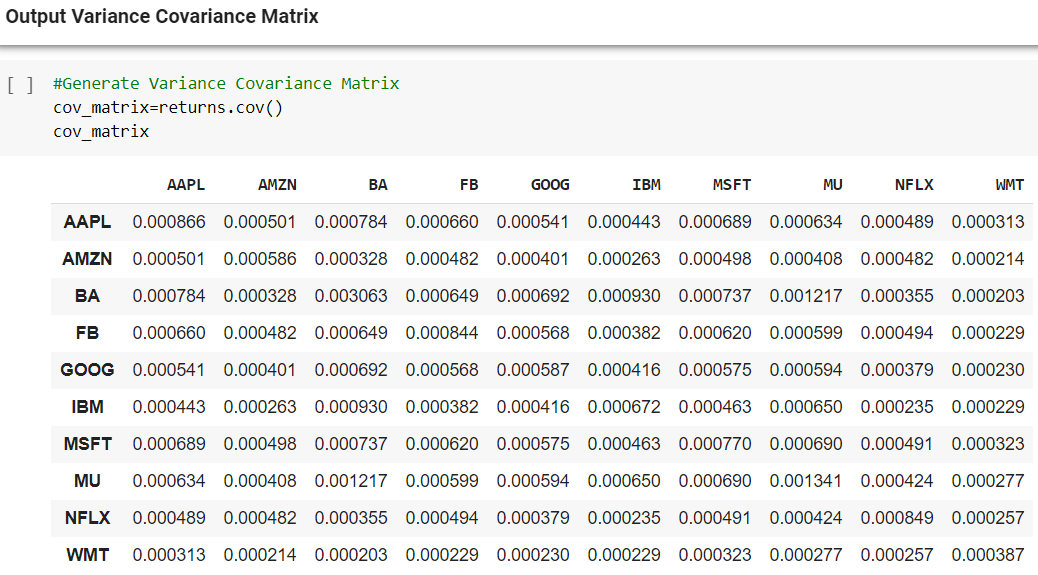 Output Variance Covariance Matrix
[ ] #Generate Variance Covariance Matrix
cov_matrix=returns.cov()
cov_matrix
AAPL AMZN BA FB GOOG IBM MSFT MU NFLX WMT
AAPL 0.000866 0.000501 0.000784 0.000660 0.000541 0.000443 0.000689 0.000634 0.000489 0.000313
AMZN 0.000501 0.000586 0.000328 0.000482 0.000401 0.000263 0.000498 0.000408 0.000482 0.000214
BA 0.000784 0.000328 0.003063 0.000649 0.000692 0.000930 0.000737 0.001217 0.000355 0.000203
FB 0.000660 0.000482 0.000649 0.000844 0.000568 0.000382 0.000620 0.000599 0.000494 0.000229
GOOG 0.000541 0.000401 0.000692 0.000568 0.000587 0.000416 0.000575 0.000594 0.000379 0.000230
IBM 0.000443 0.000263 0.000930 0.000382 0.000416 0.000672 0.000463 0.000650 0.000235 0.000229
MSFT 0.000689 0.000498 0.000737 0.000620 0.000575 0.000463 0.000770 0.000690 0.000491 0.000323
MU 0.000634 0.000408 0.001217 0.000599 0.000594 0.000650 0.000690 0.001341 0.000424 0.000277
NFLX 0.000489 0.000482 0.000355 0.000494 0.000379 0.000235 0.000491 0.000424 0.000849 0.000257
WMT 0.000313 0.000214 0.000203 0.000229 0.000230 0.000229 0.000323 0.000277 0.000257 0.000387